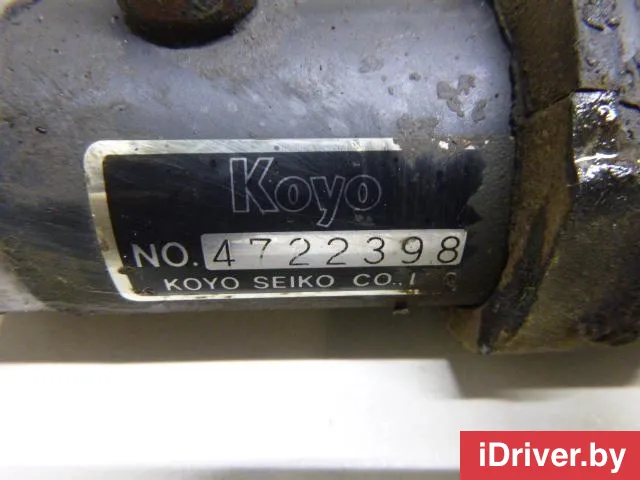 Koyo
NO. 4722398
KOYO SEIKO CO.,
iDriver.by